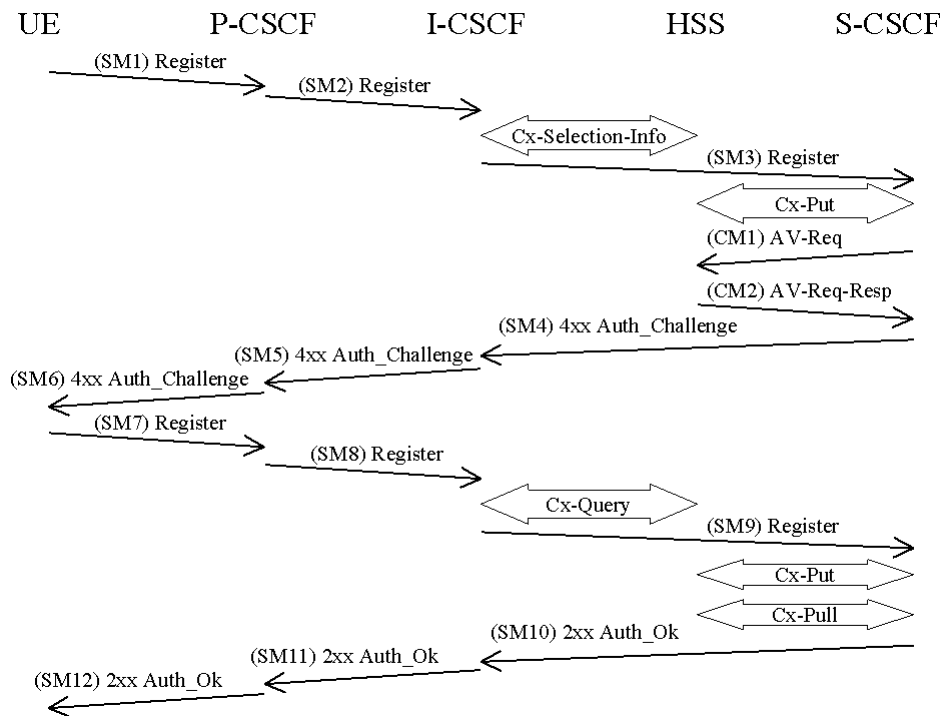 UE P-CSCF I-CSCF HSS S-CSCF
(SM1) Register
(SM2) Register
Cx-Selection-Info
(SM3) Register
Cx-Put
(CM1) AV-Req
(CM2) AV-Req-Resp
(SM4) 4xx Auth_Challenge
(SM5) 4xx Auth_Challenge
(SM6) 4xx Auth_Challenge
(SM7) Register
(SM8) Register
Cx-Query
(SM9) Register
Cx-Put
Cx-Pull
(SM10) 2xx Auth_Ok
(SM11) 2xx Auth_Ok
(SM12) 2xx Auth_Ok